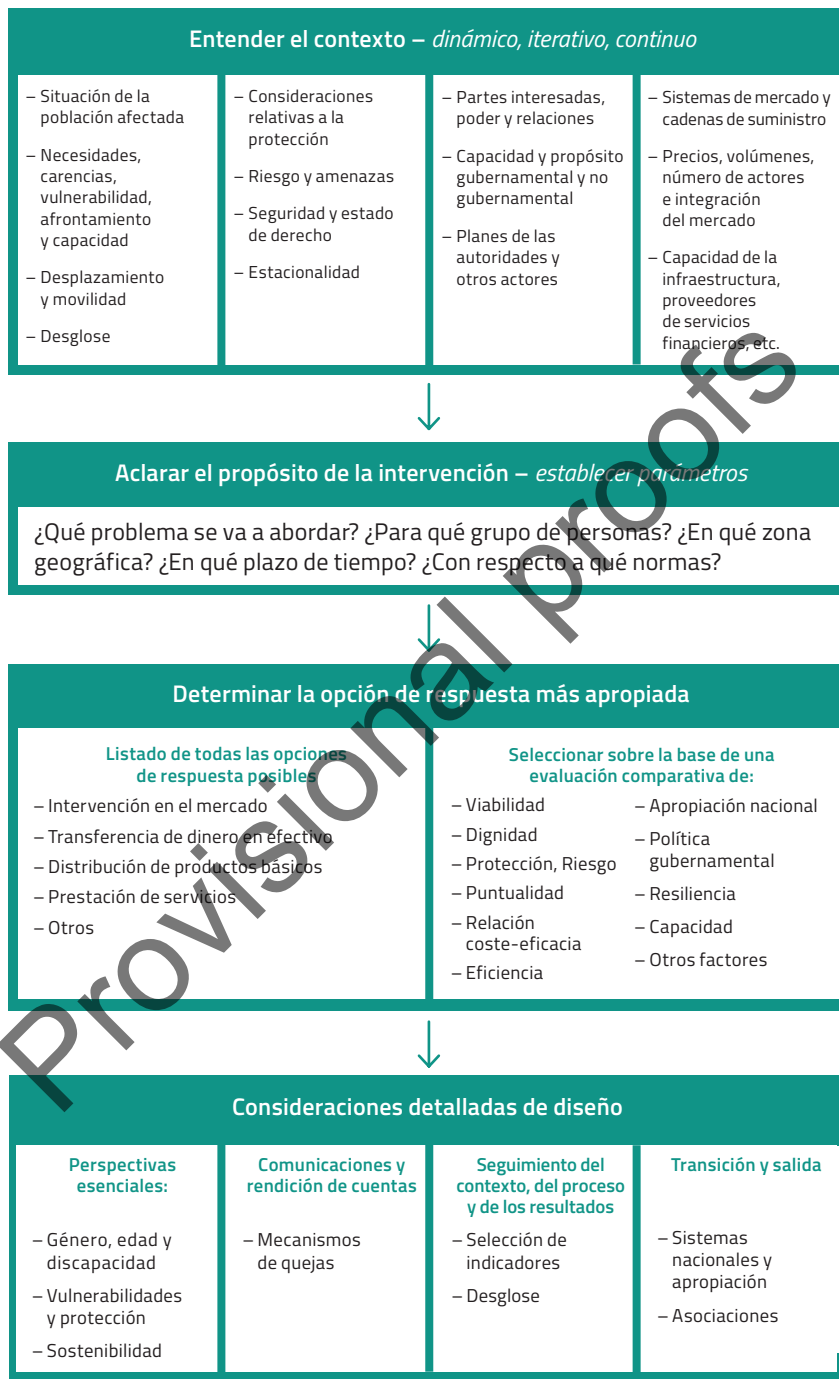 Entender el contexto – dinámico, iterativo, continuo
– Situación de la
población afectada
– Necesidades,
carencias,
vulnerabilidad,
afrontamiento
y capacidad
– Desplazamiento
y movilidad
– Desglose
– Consideraciones
relativas a la
protección
– Riesgo y amenazas
– Seguridad y estado
de derecho
– Estacionalidad
– Partes interesadas,
poder y relaciones
– Capacidad y propósito
gubernamental y no
gubernamental
– Planes de las
autoridades y
otros actores
– Sistemas de mercado y
cadenas de suministro
– Precios, volúmenes,
número de actores
e integración
del mercado
– Capacidad de la
infraestructura,
proveedores
de servicios
financieros, etc.
Aclarar el propósito de la intervención – establecer parámetros
¿Qué problema se va a abordar? ¿Para qué grupo de personas? ¿En qué zona
geográfica? ¿En qué plazo de tiempo? ¿Con respecto a qué normas?
Determinar la opción de respuesta más apropiada
Listado de todas las opciones
de respuesta posibles
– Intervención en el mercado
– Transferencia de dinero en efectivo
– Distribución de productos básicos
– Prestación de servicios
– Otros
Seleccionar sobre la base de una
evaluación comparativa de:
– Viabilidad
– Dignidad
– Protección, Riesgo
– Puntualidad
– Relación
coste-eficacia
– Eficiencia
– Apropiación nacional
– Política
gubernamental
– Resiliencia
– Capacidad
– Otros factores
Consideraciones detalladas de diseño
Perspectivas
esenciales:
– Género, edad y
discapacidad
– Vulnerabilidades
y protección
– Sostenibilidad
Comunicaciones y
rendición de cuentas
– Mecanismos
de quejas
Seguimiento del
contexto, del proceso
y de los resultados
– Selección de
indicadores
– Desglose
Transición y salida
– Sistemas
nacionales y
apropiación
– Asociaciones
Provisional proofs